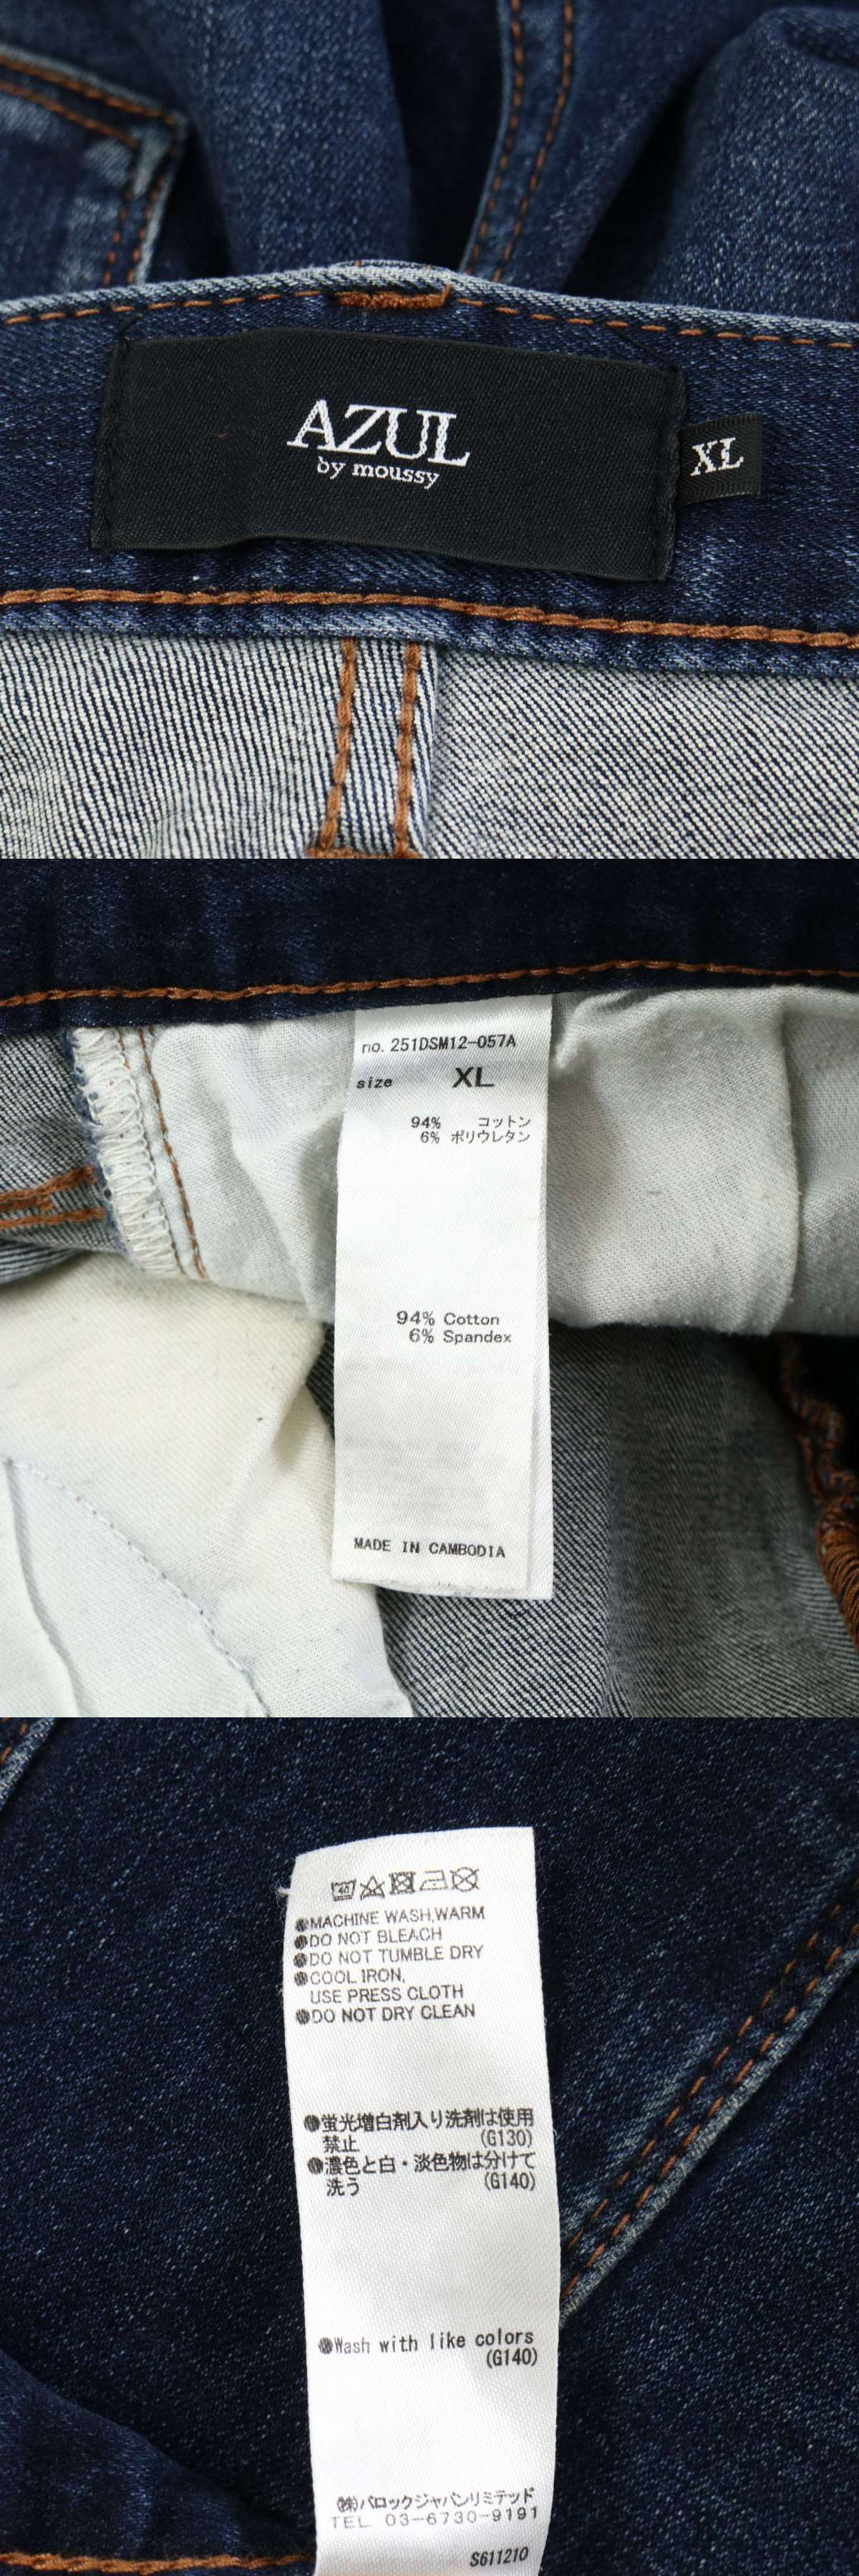 AZUL
by moussy
XL
no. 251DSM12-057A
size XL
94% コットン
6% ポリウレタン
94% Cotton
6% Spandex
MADE IN CAMBODIA
40
●MACHINE WASH,WARM
●DO NOT BLEACH
●DO NOT TUMBLE DRY
●COOL IRON,
USE PRESS CLOTH
●DO NOT DRY CLEAN
●蛍光増白剤入り洗剤は使用
禁止 (G130)
●濃色と白・淡色物は分けて
洗う (G140)
●Wash with like colors
(G140)
㈱バロックジャパンリミテッド
TEL 03-6730-9191
S611210